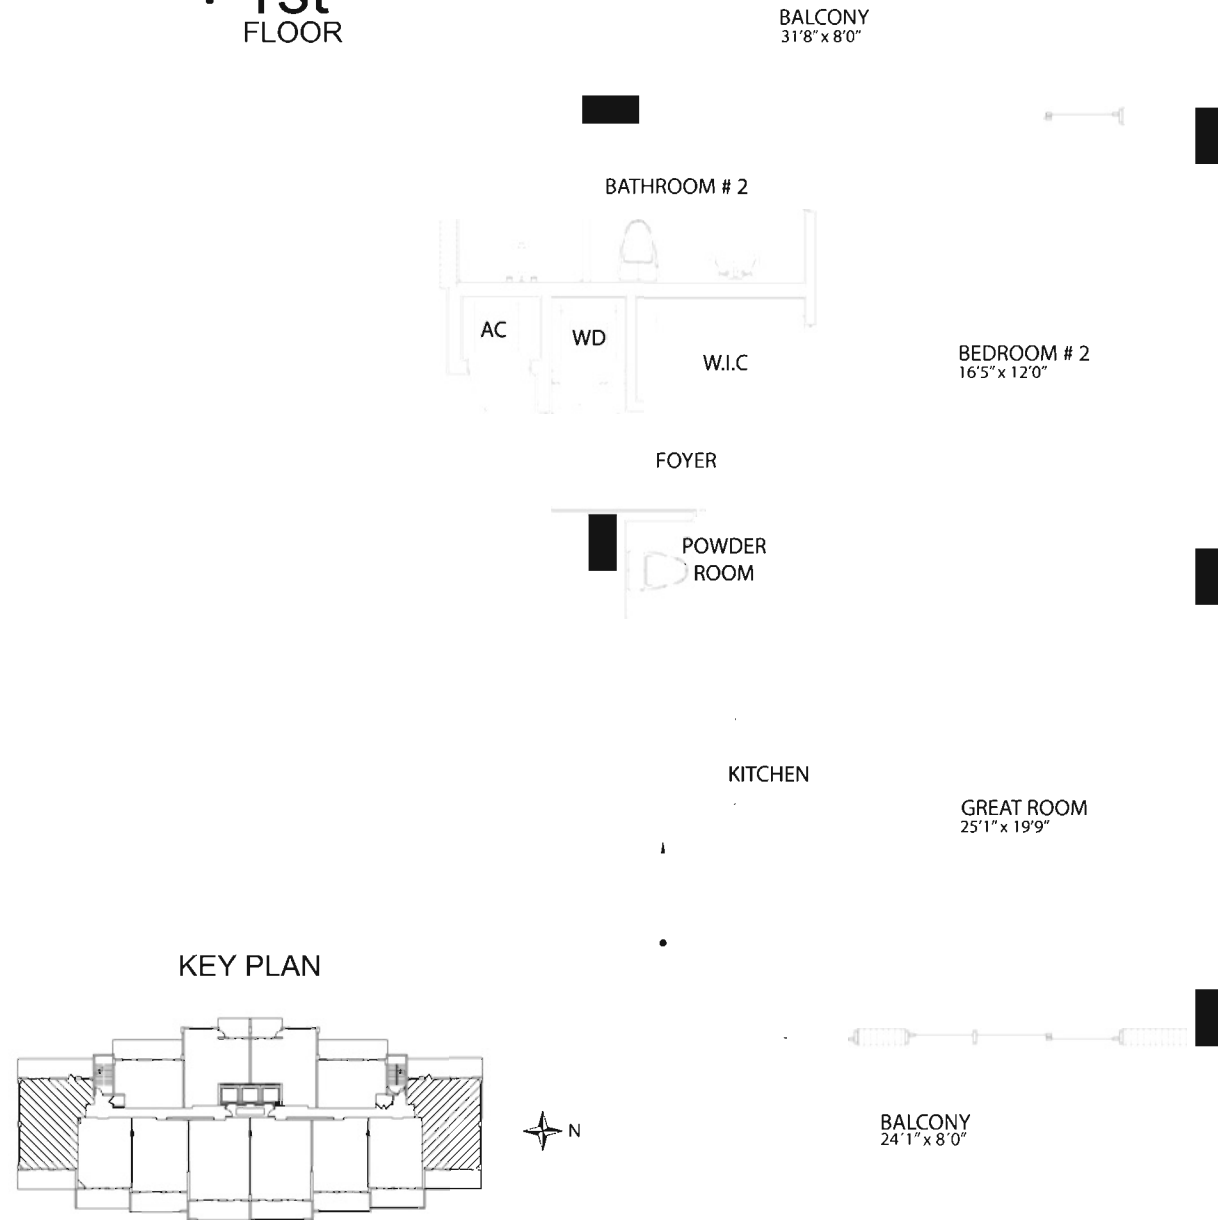 1st
FLOOR
BALCONY
31'8" x 8'0"
BATHROOM # 2
AC
WD
W.I.C
BEDROOM # 2
16'5" x 12'0"
FOYER
POWDER
ROOM
KITCHEN
GREAT ROOM
25'1" x 19'9"
KEY PLAN
N
BALCONY
24'1" x 8'0"